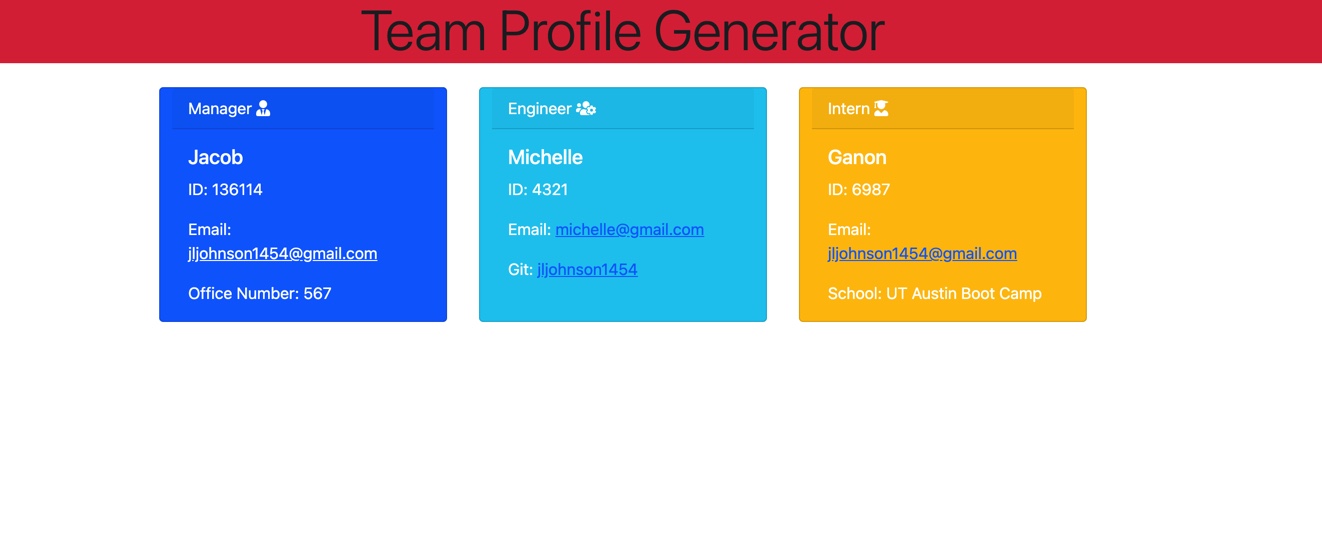 Team Profile Generator
Manager
Jacob
ID: 136114
Email:
jljohnson1454@gmail.com
Office Number: 567
Engineer
Michelle
ID: 4321
Email: michelle@gmail.com
Git: jljohnson1454
Intern
Ganon
ID: 6987
Email:
jljohnson1454@gmail.com
School: UT Austin Boot Camp